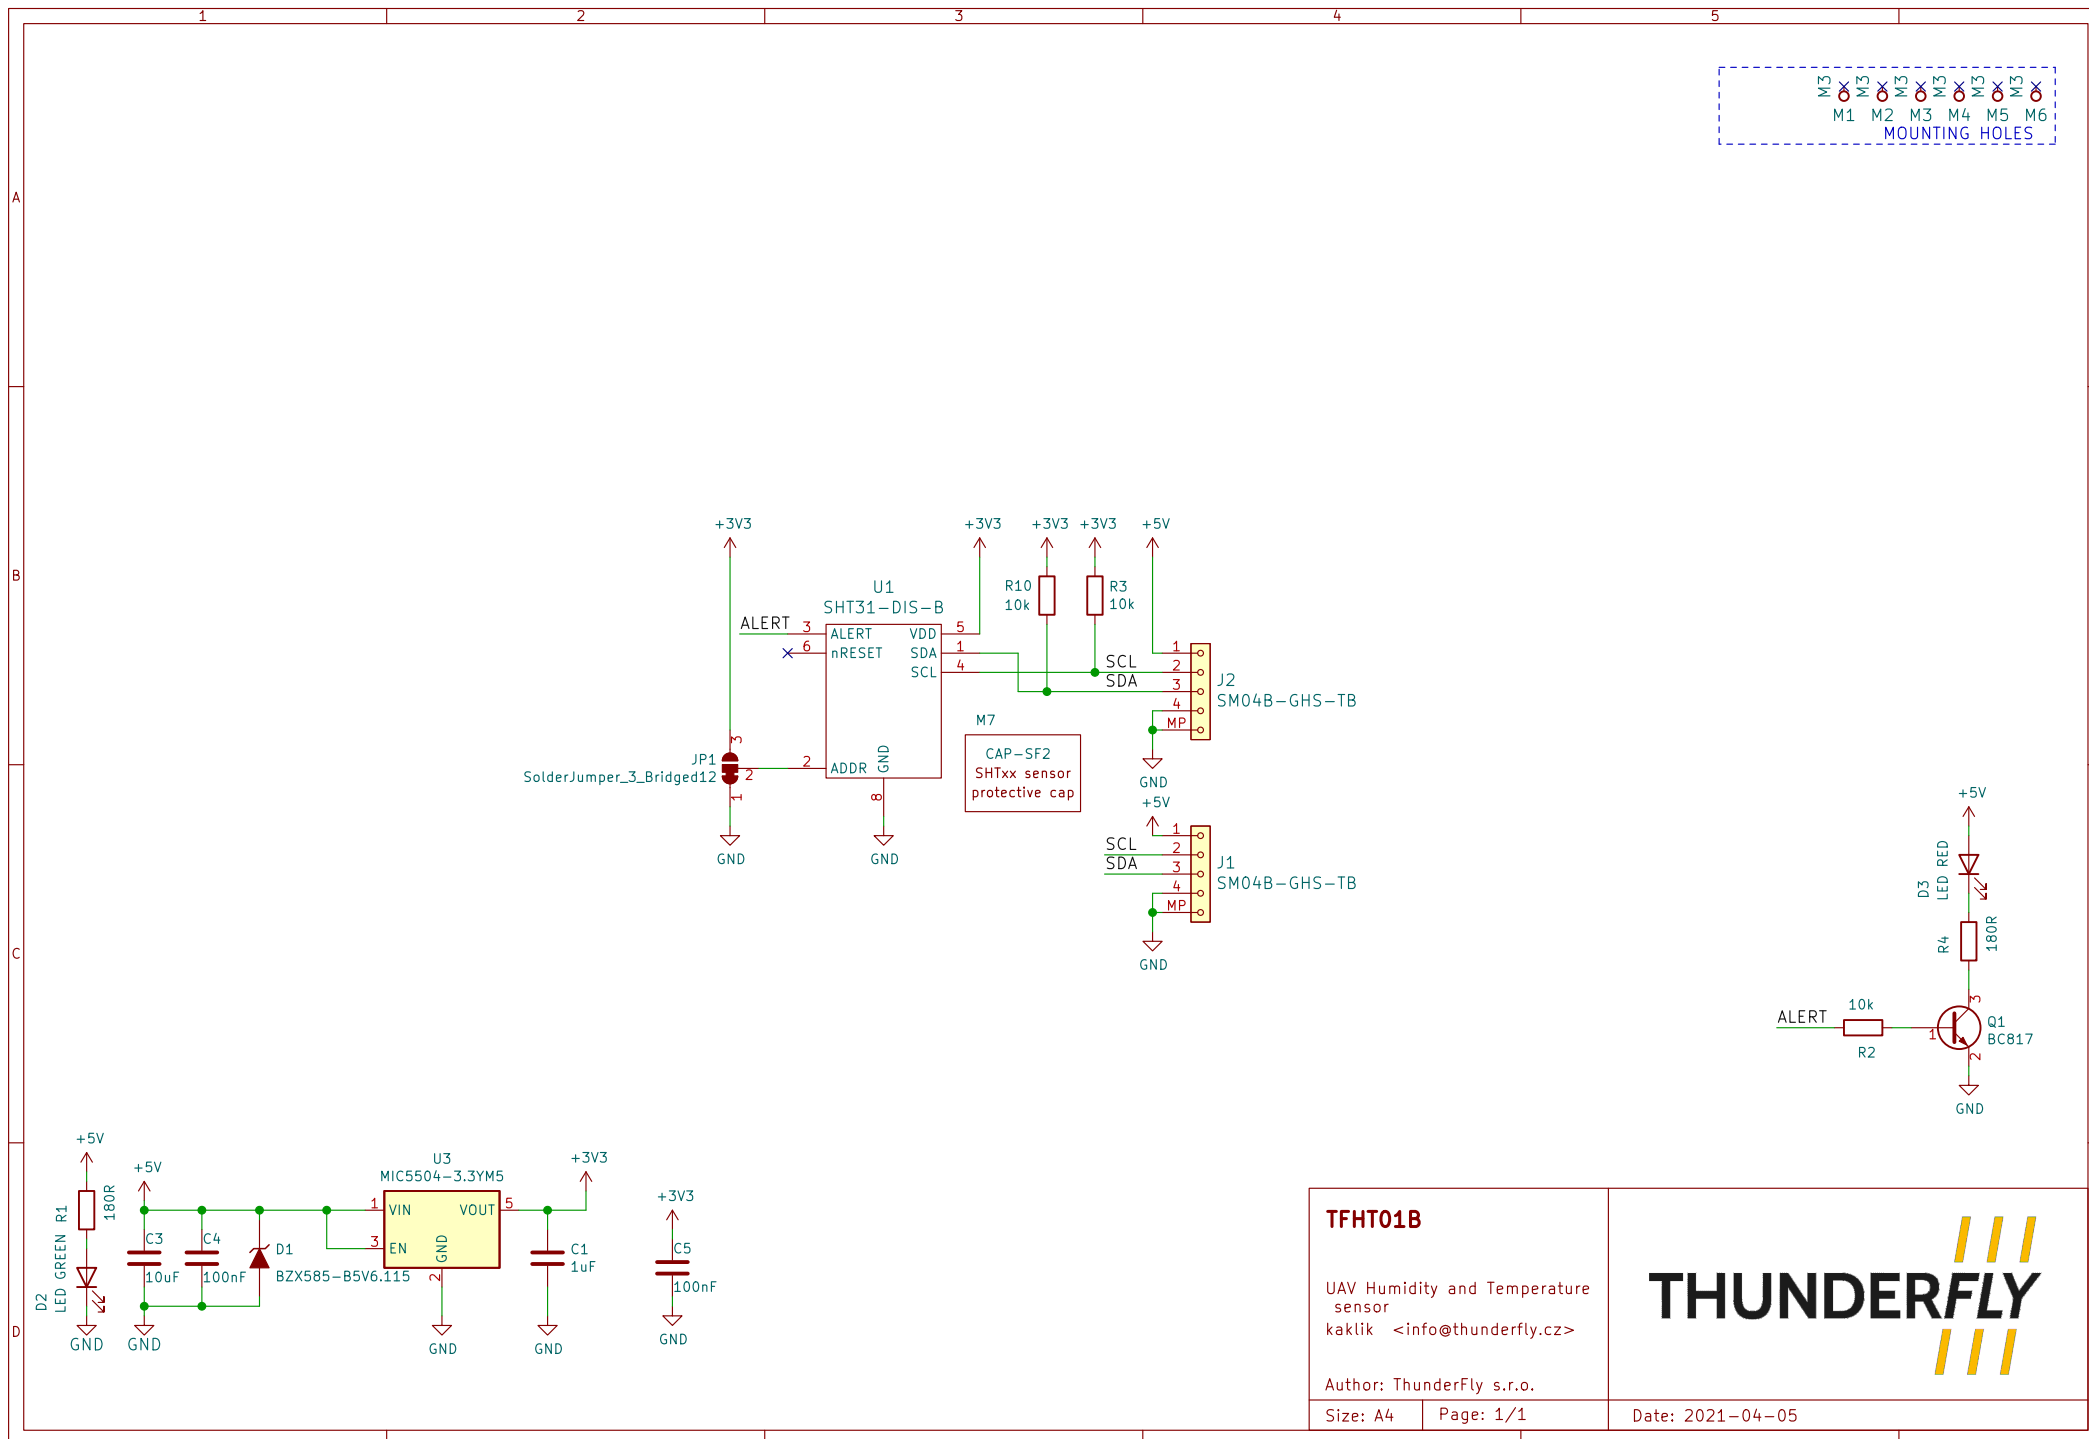 1 2 3 4 5
A
B
C
D
M3 M3 M3 M3 M3 M3
M1 M2 M3 M4 M5 M6
MOUNTING HOLES
+3V3
+3V3
+3V3
+3V3
+5V
U1
SHT31-DIS-B
R10
10k
R3
10k
ALERT
3
6
2
8
5
1
4
ALERT
nRESET
ADDR
GND
VDD
SDA
SCL
SCL
SDA
1
2
3
4
MP
J2
SM04B-GHS-TB
GND
M7
CAP-SF2
SHTxx sensor
protective cap
JP1
SolderJumper_3_Bridged12
3
2
1
GND
GND
+5V
SCL
SDA
1
2
3
4
MP
J1
SM04B-GHS-TB
GND
+5V
D3
LED RED
R4
180R
ALERT
10k
R2
1
3
2
Q1
BC817
GND
+5V
R1
180R
D2
LED GREEN
GND
+5V
C3
10uF
C4
100nF
D1
BZX585-B5V6.115
GND
U3
MIC5504-3.3YM5
1
3
5
2
VIN
EN
VOUT
GND
GND
+3V3
C1
1uF
GND
+3V3
C5
100nF
GND
TFHT01B
UAV Humidity and Temperature
sensor
kaklik <info@thunderfly.cz>
Author: ThunderFly s.r.o.
Size: A4
Page: 1/1
Date: 2021-04-05
THUNDERFLY